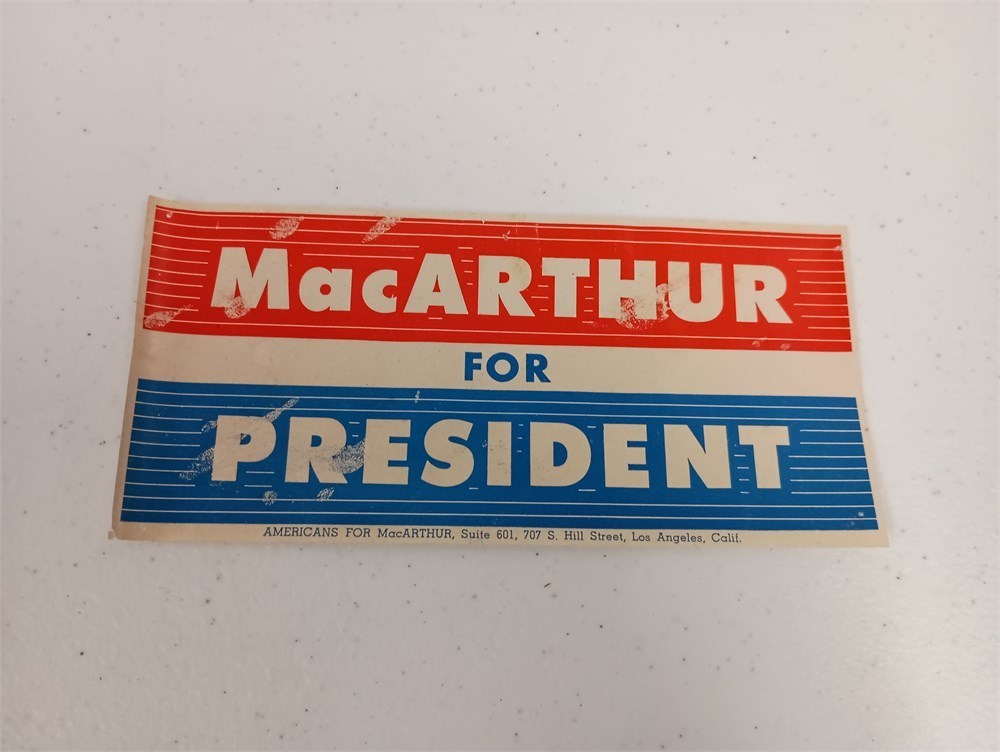 MacARTHUR
FOR
PRESIDENT
AMERICANS FOR MacARTHUR, Suite 601, 707 S. Hill Street, Los Angeles, Calif.